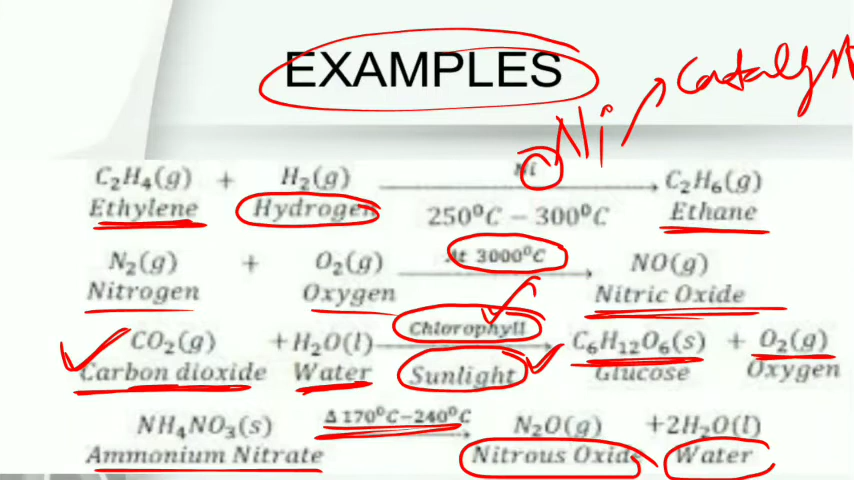 EXAMPLES
Ni → Catalyst
C₂H₄(g) + H₂(g) Ni → C₂H₆(g)
Ethylene Hydrogen 250⁰C − 300⁰C Ethane
N₂(g) + O₂(g) At 3000⁰C → NO(g)
Nitrogen Oxygen Nitric Oxide
CO₂(g) +H₂O(l) Chlorophyll → C₆H₁₂O₆(s) + O₂(g)
Carbon dioxide Water Sunlight Glucose Oxygen
NH₄NO₃(s) Δ 170⁰C−240⁰C → N₂O(g) +2H₂O(l)
Ammonium Nitrate Nitrous Oxide Water